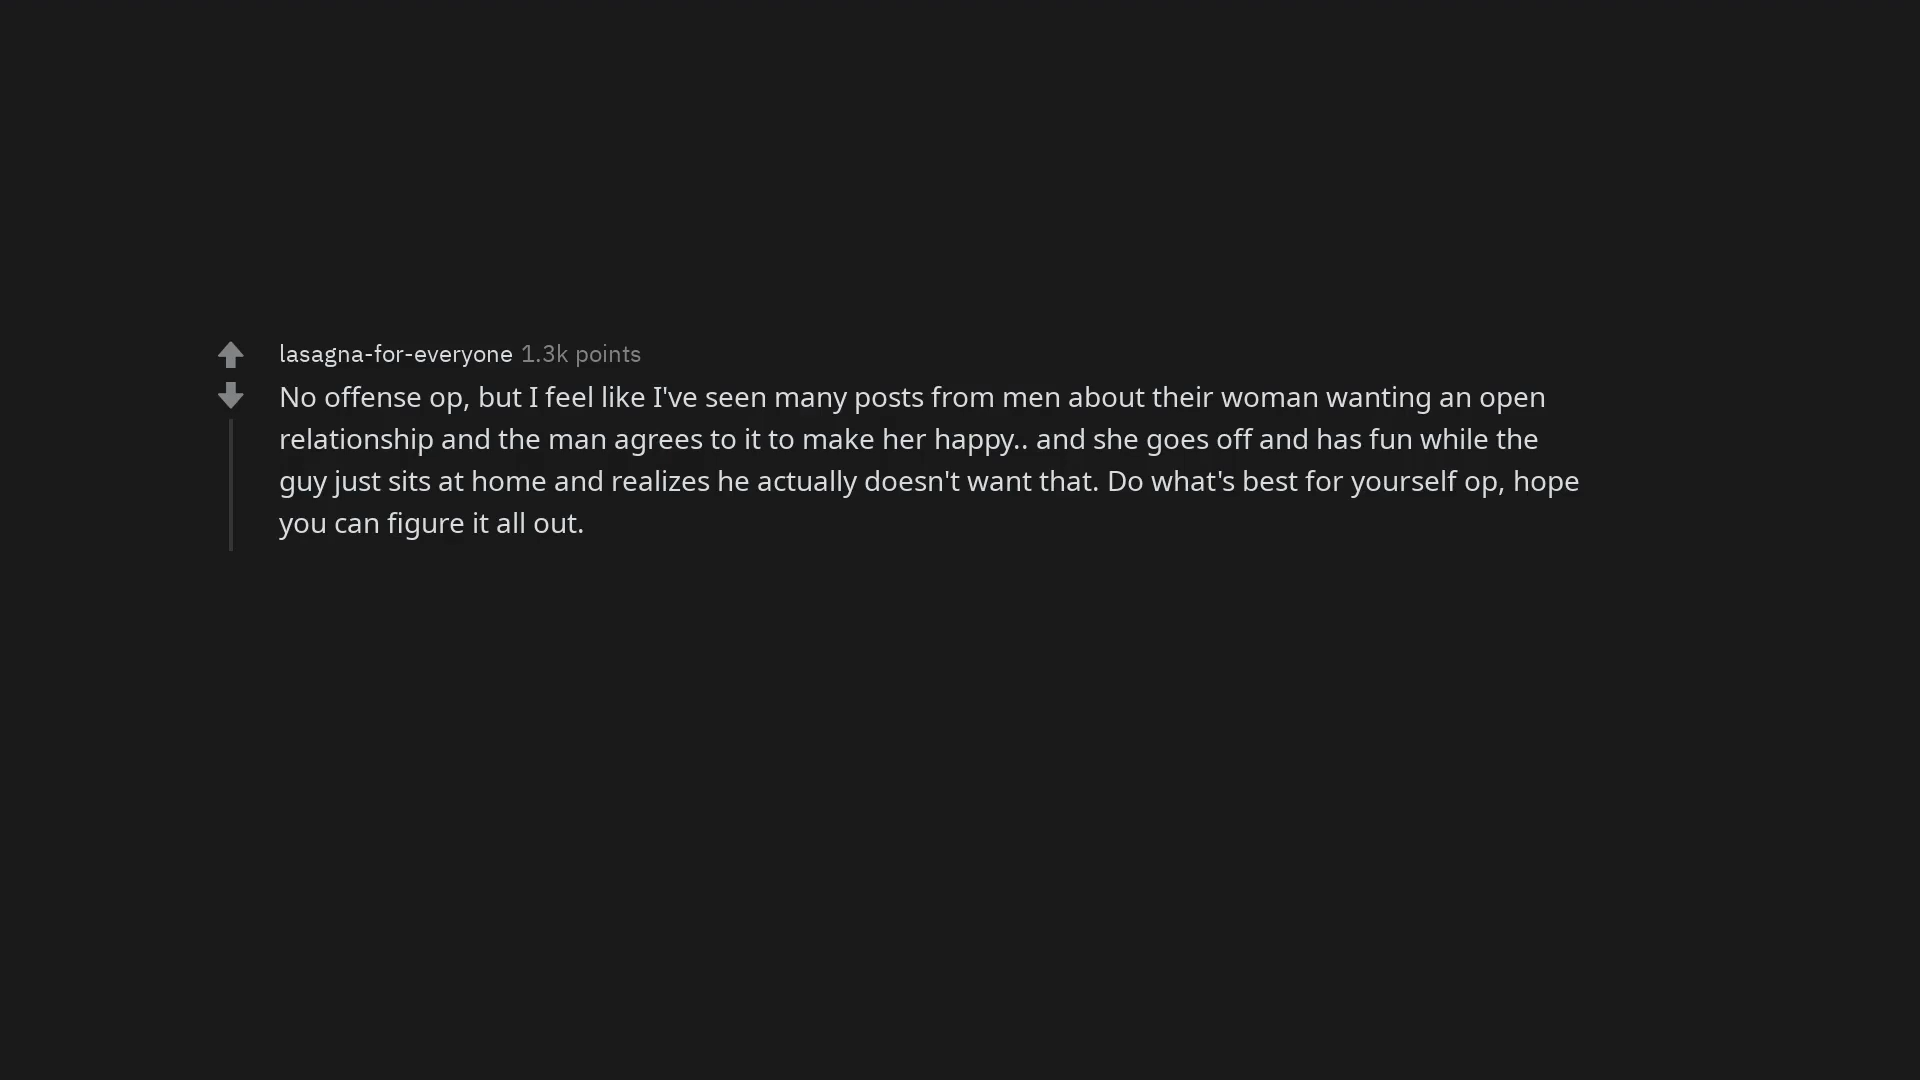 lasagna-for-everyone 1.3k points
No offense op, but I feel like I've seen many posts from men about their woman wanting an open
relationship and the man agrees to it to make her happy.. and she goes off and has fun while the
guy just sits at home and realizes he actually doesn't want that. Do what's best for yourself op, hope
you can figure it all out.